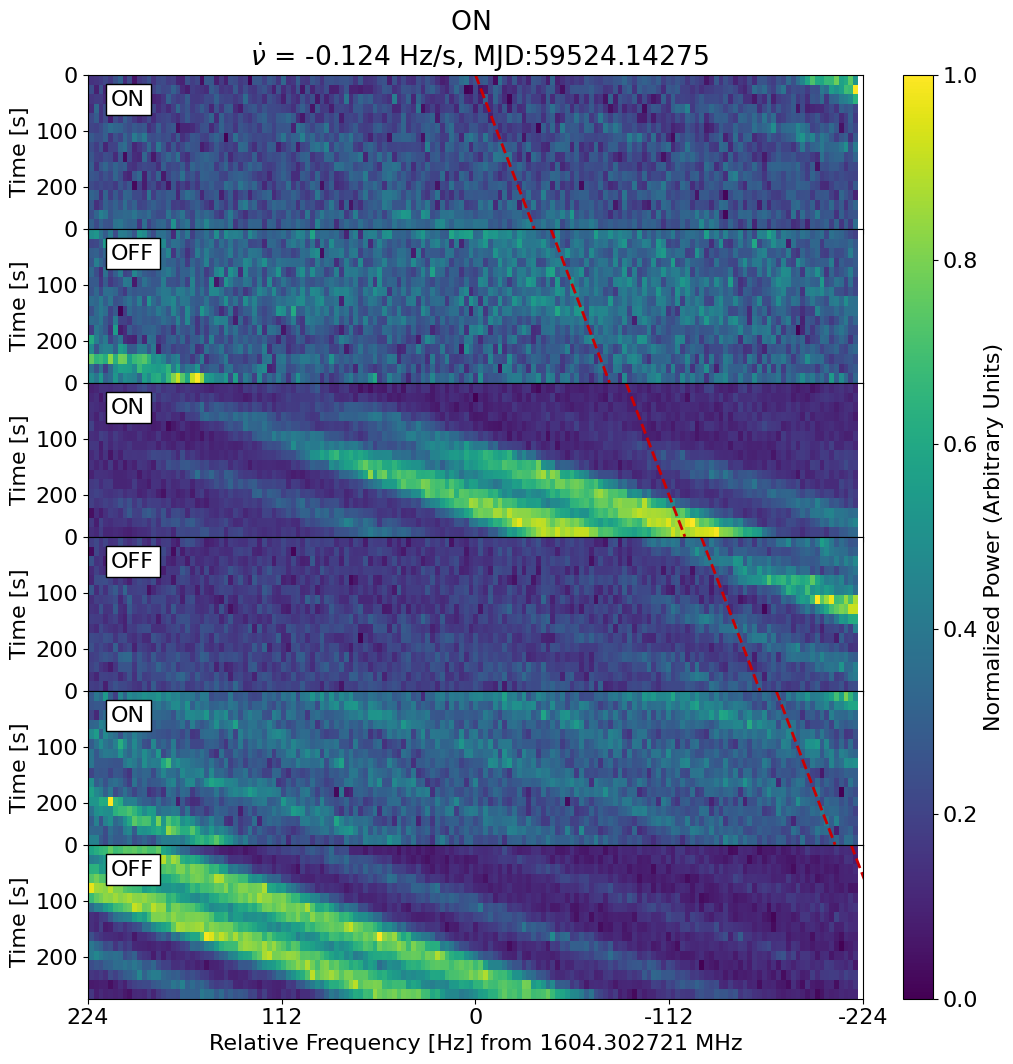 ON
ν̇ = -0.124 Hz/s, MJD:59524.14275
0
ON
Time [s]
100
200
0
OFF
Time [s]
100
200
0
ON
Time [s]
100
200
0
OFF
Time [s]
100
200
0
ON
Time [s]
100
200
0
OFF
Time [s]
100
200
224 112 0 -112 -224
Relative Frequency [Hz] from 1604.302721 MHz
1.0
0.8
0.6
0.4
0.2
0.0
Normalized Power (Arbitrary Units)